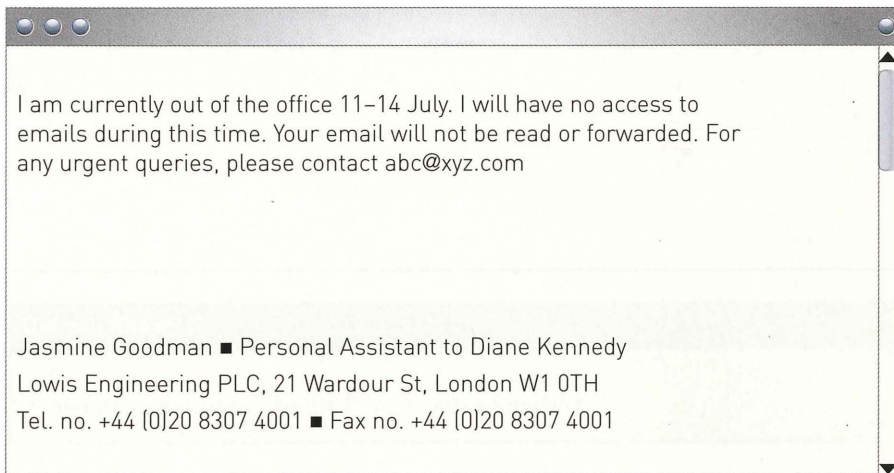 I am currently out of the office 11–14 July. I will have no access to
emails during this time. Your email will not be read or forwarded. For
any urgent queries, please contact abc@xyz.com
Jasmine Goodman ■ Personal Assistant to Diane Kennedy
Lowis Engineering PLC, 21 Wardour St, London W1 0TH
Tel. no. +44 (0)20 8307 4001 ■ Fax no. +44 (0)20 8307 4001